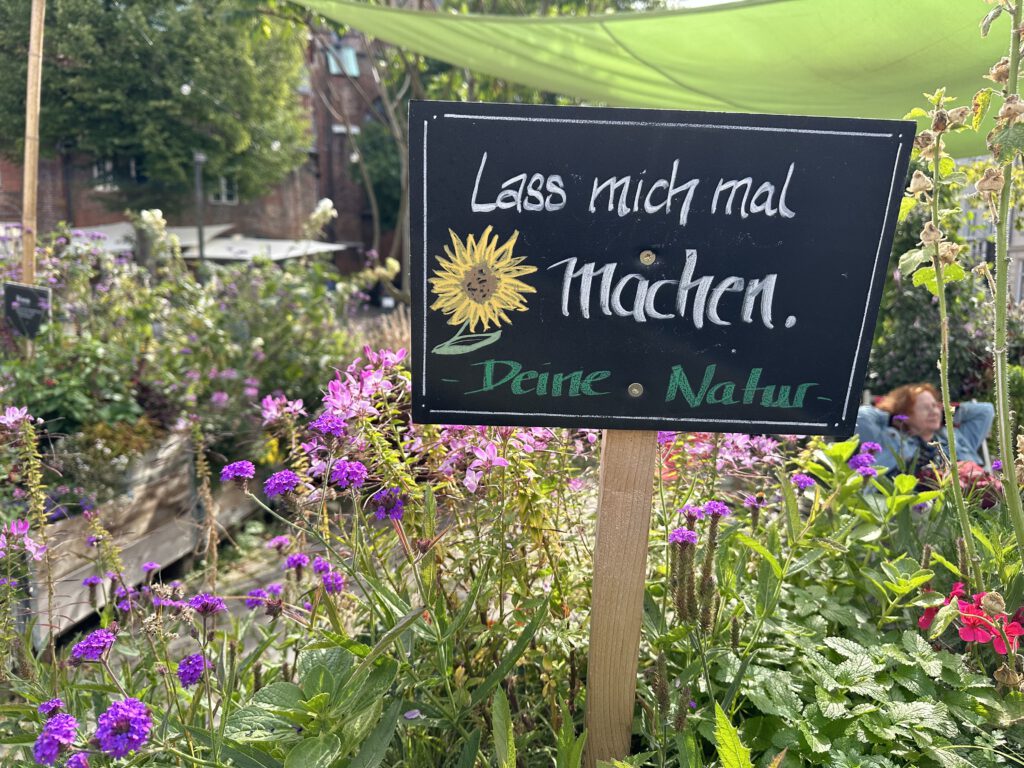 Lass mich mal
machen.
- Deine Natur -